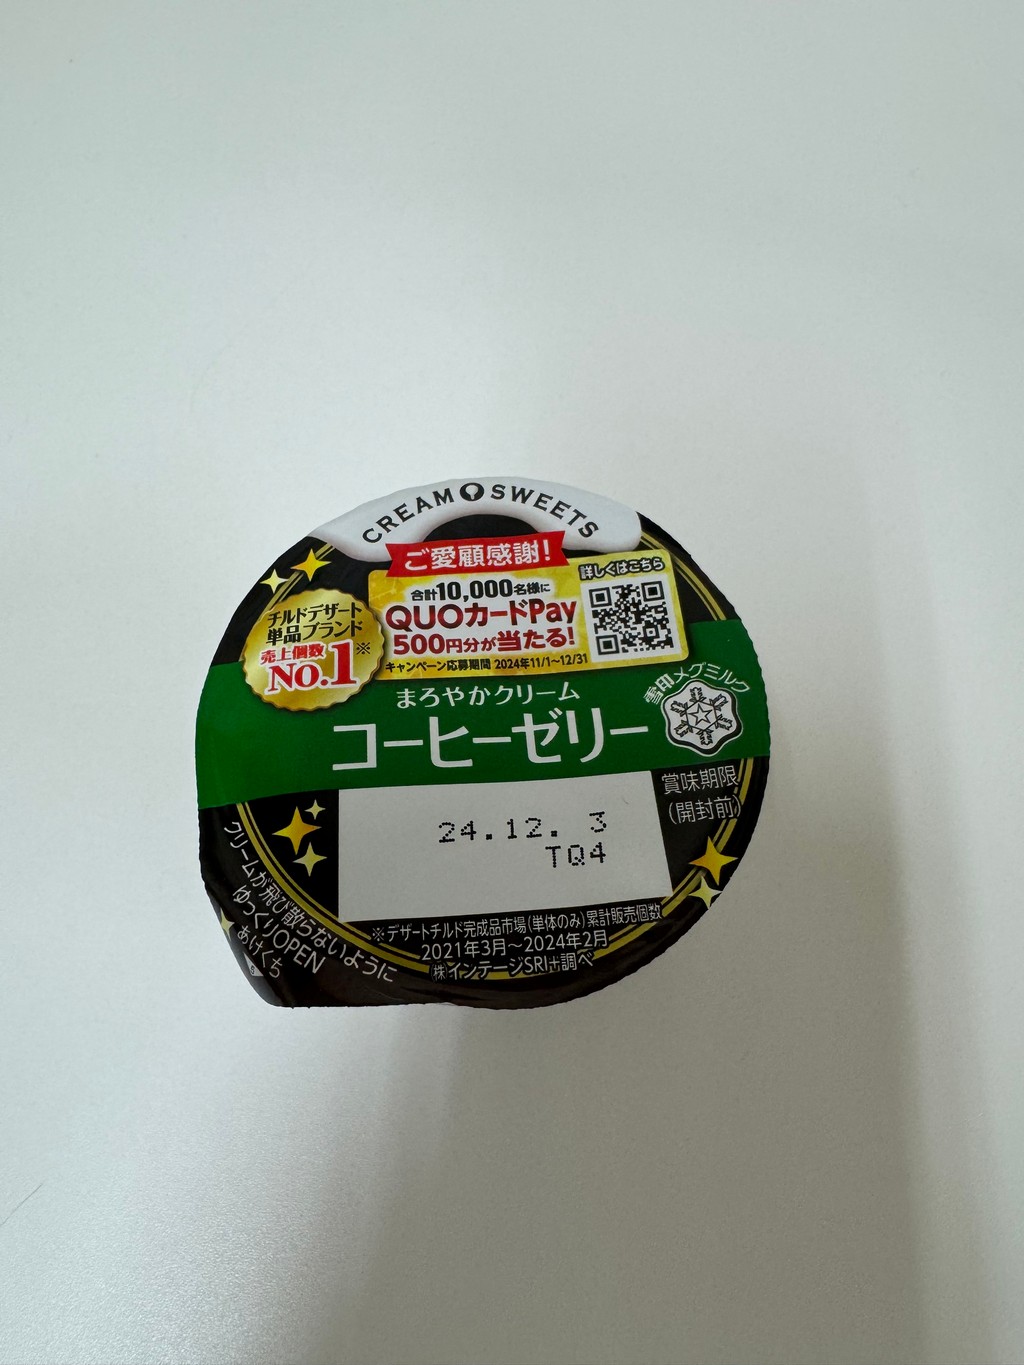 CREAM SWEETS
ご愛顧感謝!
合計10,000名様に
QUOカードPay
500円分が当たる!
キャンペーン応募期間 2024年11/1~12/31
詳しくはこちら
チルドデザート
単品ブランド
売上個数
No.1※
まろやかクリーム
コーヒーゼリー
雪印メグミルク
賞味期限
(開封前)
24.12. 3
TQ4
※デザートチルド完成品市場(単体のみ)累計販売個数
2021年3月～2024年2月
㈱インテージSRI+調べ
クリームが飛び散らないように
ゆっくりOPEN
あけくち